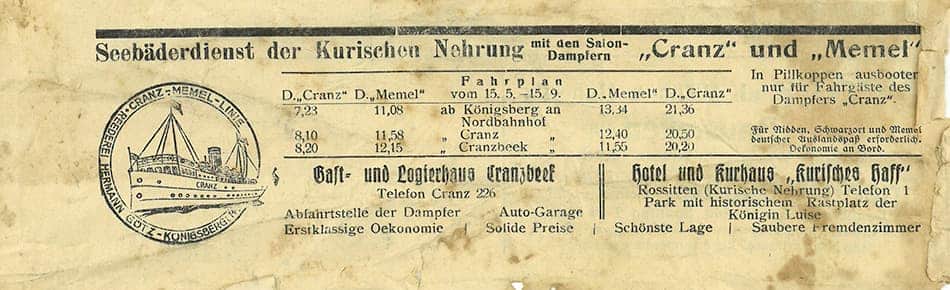 Seebäderdienst der Kurischen Nehrung mit den Salon-Dampfern „Cranz“ und „Memel“
CRANZ-MEMEL-LINIE
REEDEREI HERMANN GÖTZ-KÖNIGSBERG
CRANZ
Fahrplan
D.„Cranz“ D.„Memel“ vom 15. 5.—15. 9. D.„Memel“ D.„Cranz“
7,23 11,08 ab Königsberg an 13,34 21,36
Nordbahnhof
8,10 11,58 „ Cranz „ 12,40 20,50
8,20 12,15 „ Cranzbeek „ 11,55 20,20
In Pillkoppen ausbooten
nur für Fahrgäste des
Dampfers „Cranz“.
Für Nidden, Schwarzort und Memel
deutscher Auslandspaß erforderlich.
Oekonomie an Bord.
Gast- und Logierhaus Cranzbeek
Telefon Cranz 226
Abfahrtstelle der Dampfer Auto-Garage
Erstklassige Oekonomie | Solide Preise |
Hotel und Kurhaus „Kurisches Haff“
Rossitten (Kurische Nehrung) Telefon 1
Park mit historischem Rastplatz der
Königin Luise
Schönste Lage | Saubere Fremdenzimmer